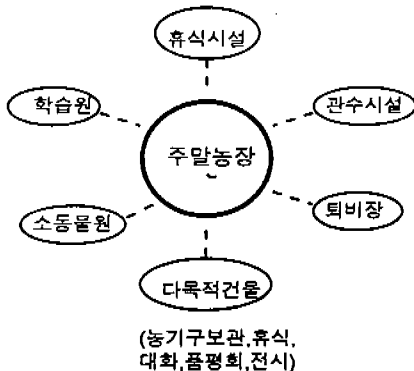 휴식시설
학습원
관수시설
주말농장
소동물원
퇴비장
다목적건물
(농기구보관,휴식,
대화,품평회,전시)